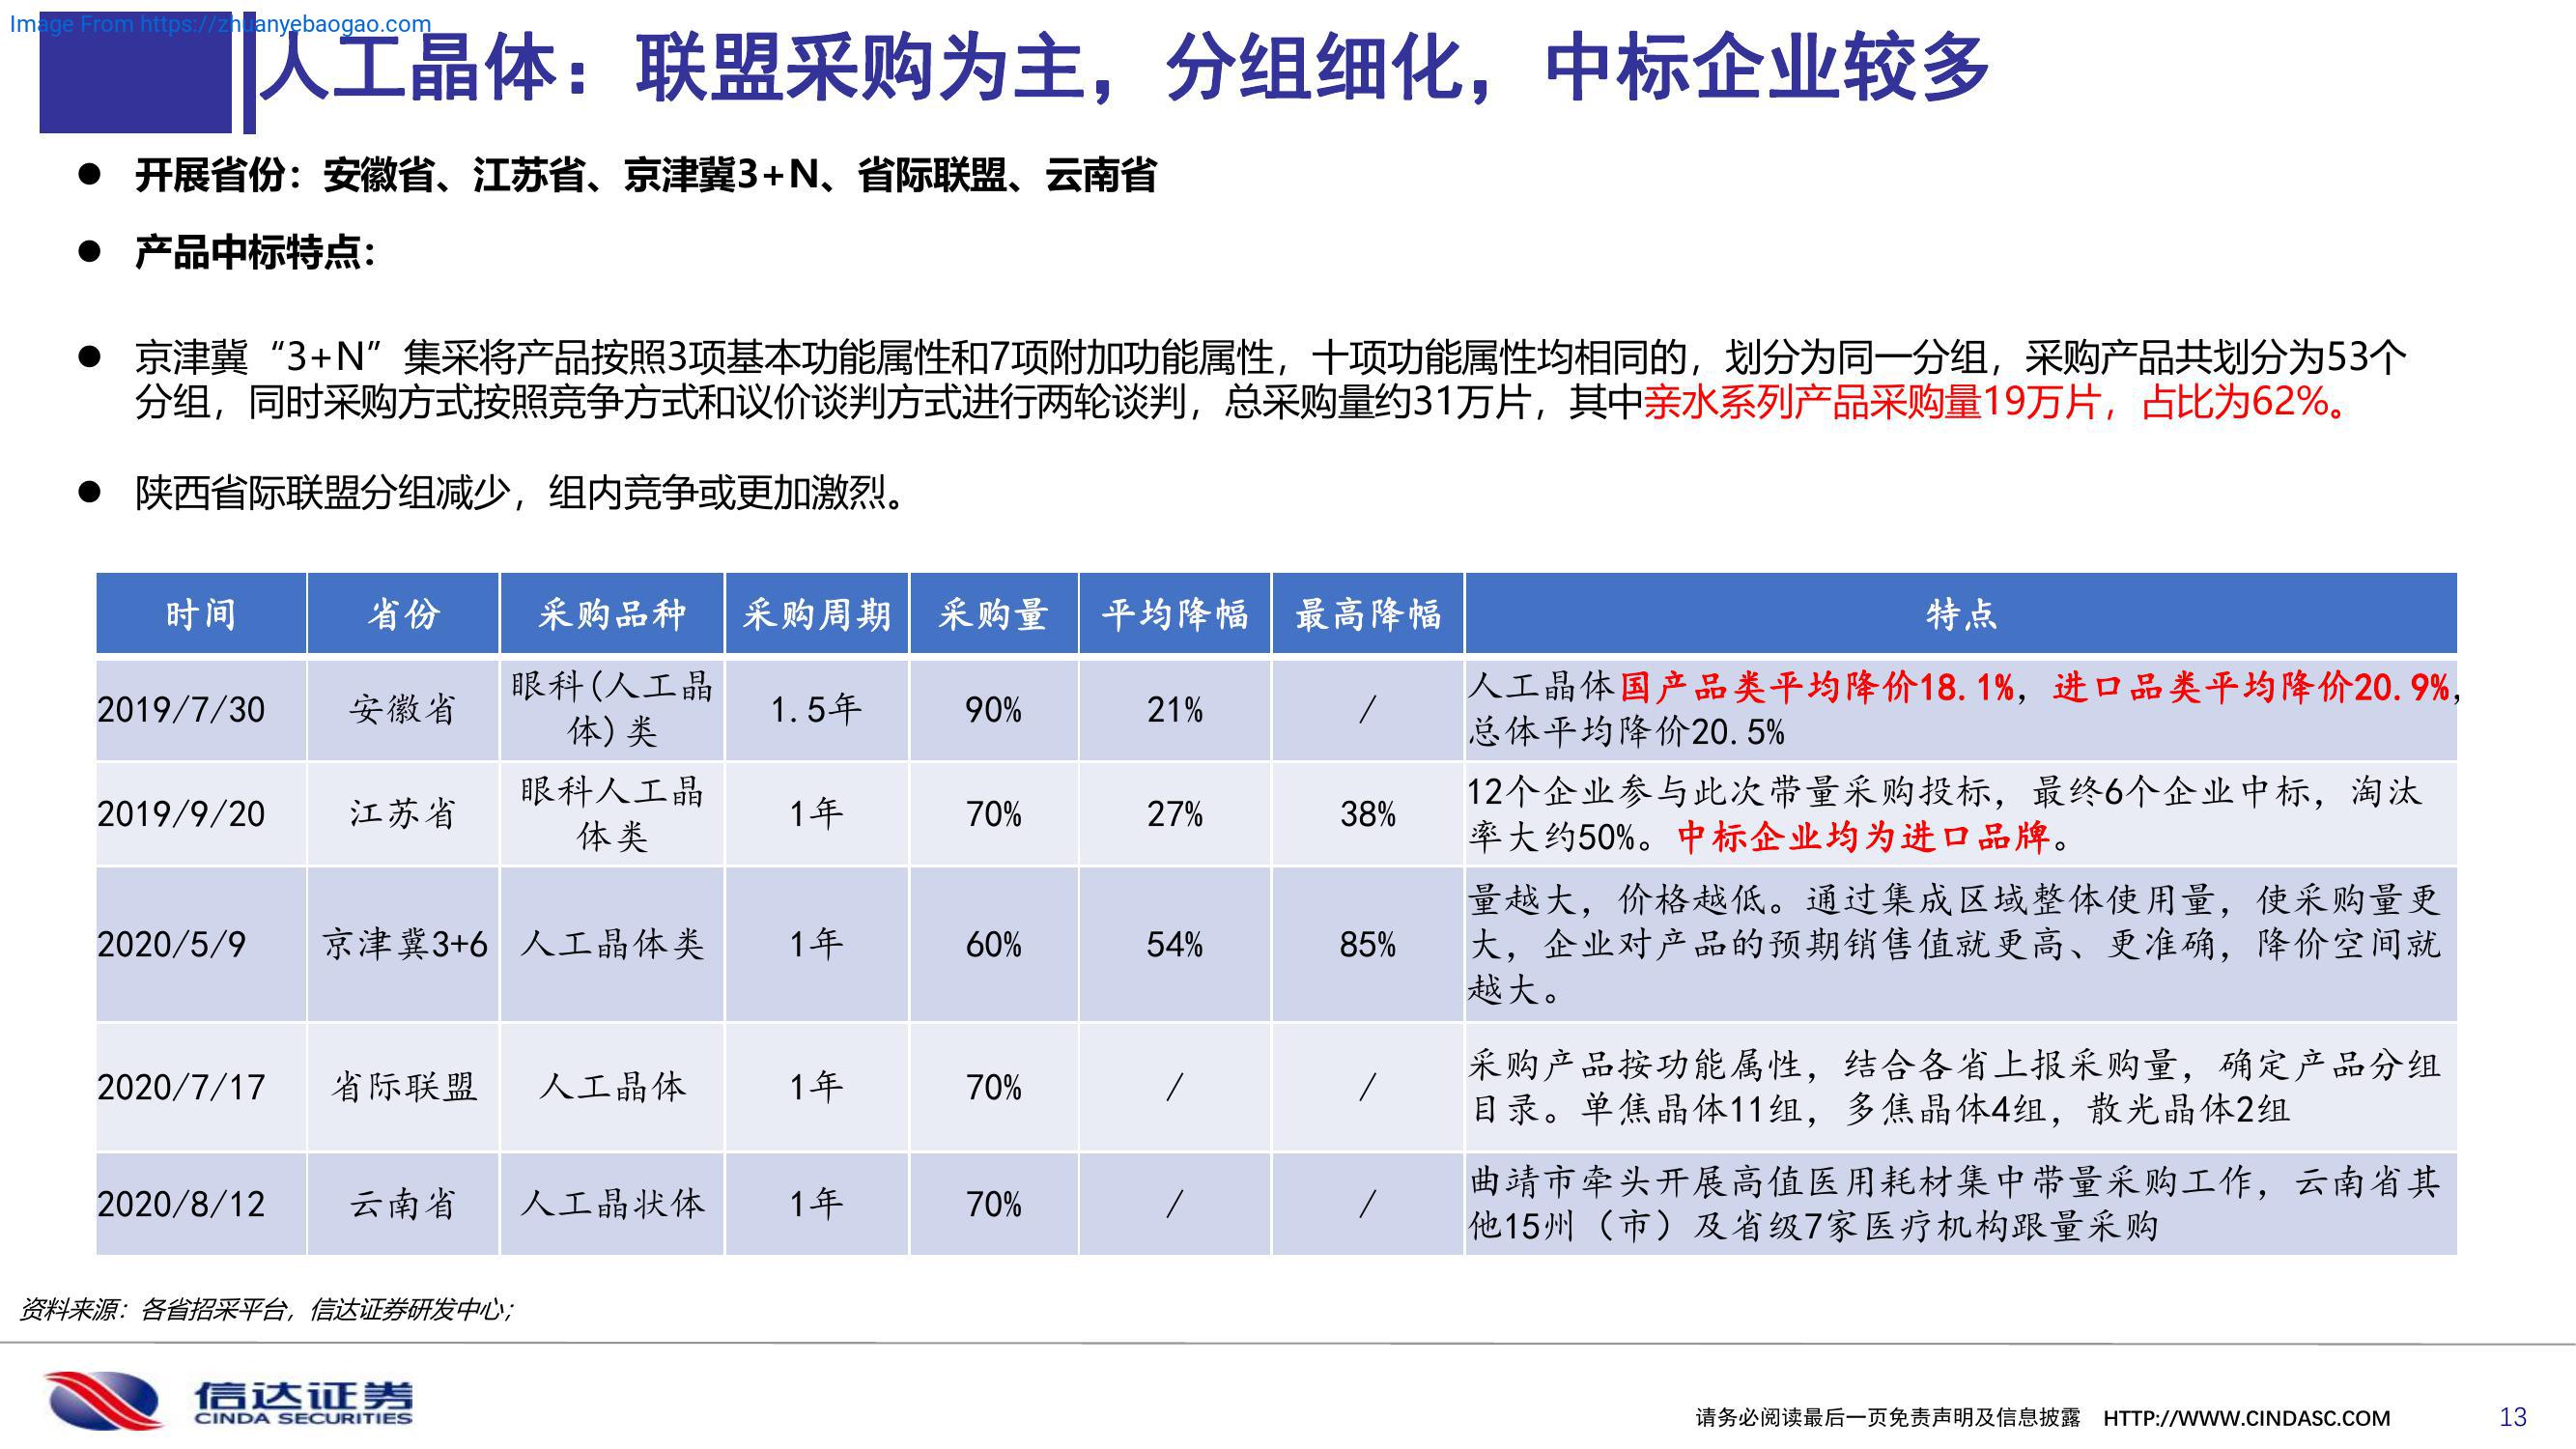 Image From https://zhuanyebaogao.com
人工晶体：联盟采购为主，分组细化，中标企业较多
● 开展省份：安徽省、江苏省、京津冀3+N、省际联盟、云南省
● 产品中标特点：
● 京津冀“3+N”集采将产品按照3项基本功能属性和7项附加功能属性，十项功能属性均相同的，划分为同一分组，采购产品共划分为53个
分组，同时采购方式按照竞争方式和议价谈判方式进行两轮谈判，总采购量约31万片，其中亲水系列产品采购量19万片，占比为62%。
● 陕西省际联盟分组减少，组内竞争或更加激烈。
时间 省份 采购品种 采购周期 采购量 平均降幅 最高降幅 特点
2019/7/30 安徽省 眼科(人工晶
体)类 1.5年 90% 21% / 人工晶体国产品类平均降价18.1%，进口品类平均降价20.9%，
总体平均降价20.5%
2019/9/20 江苏省 眼科人工晶
体类 1年 70% 27% 38% 12个企业参与此次带量采购投标，最终6个企业中标，淘汰
率大约50%。中标企业均为进口品牌。
2020/5/9 京津冀3+6 人工晶体类 1年 60% 54% 85% 量越大，价格越低。通过集成区域整体使用量，使采购量更
大，企业对产品的预期销售值就更高、更准确，降价空间就
越大。
2020/7/17 省际联盟 人工晶体 1年 70% / / 采购产品按功能属性，结合各省上报采购量，确定产品分组
目录。单焦晶体11组，多焦晶体4组，散光晶体2组
2020/8/12 云南省 人工晶状体 1年 70% / / 曲靖市牵头开展高值医用耗材集中带量采购工作，云南省其
他15州（市）及省级7家医疗机构跟量采购
资料来源：各省招采平台，信达证券研发中心；
信达证券
CINDA SECURITIES
请务必阅读最后一页免责声明及信息披露 HTTP://WWW.CINDASC.COM 13